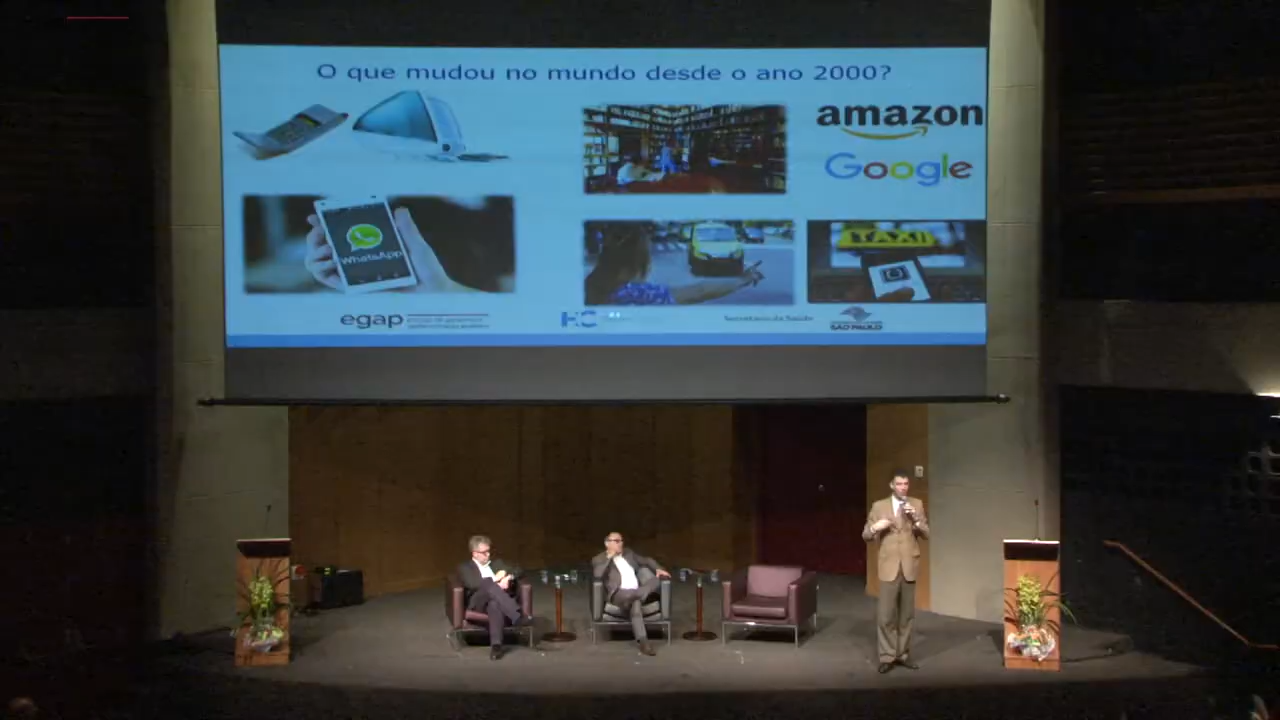 O que mudou no mundo desde o ano 2000?
amazon
Google
WhatsApp
TAXI
egap
HC
Secretaria da Saúde
SÃO PAULO